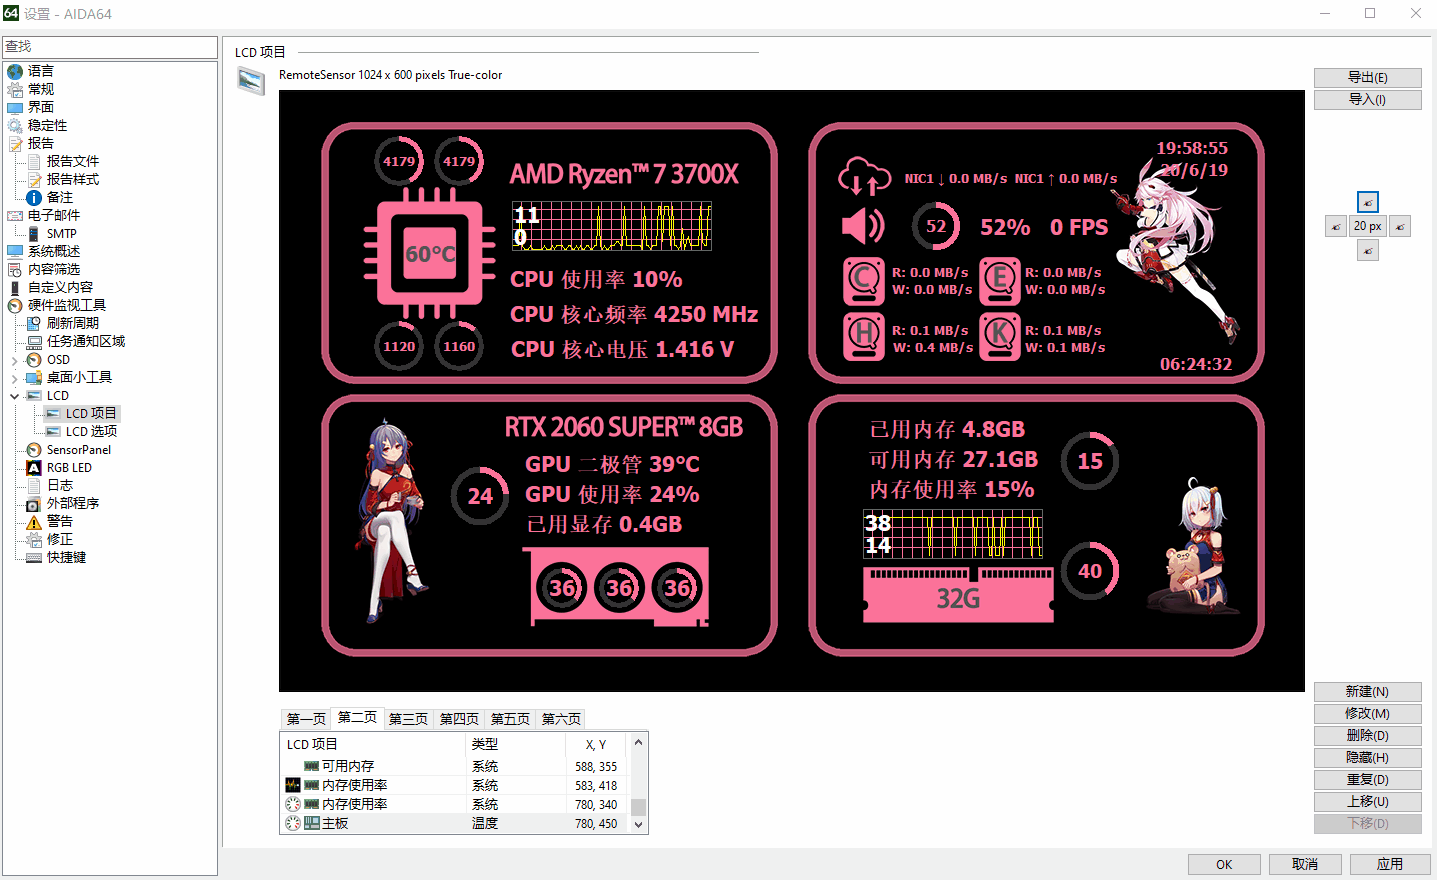 64 设置 - AIDA64
查找
语言
常规
界面
稳定性
报告
报告文件
报告样式
备注
电子邮件
SMTP
系统概述
内容筛选
自定义内容
硬件监视工具
刷新周期
任务通知区域
OSD
桌面小工具
LCD
LCD 项目
LCD 选项
SensorPanel
RGB LED
日志
外部程序
警告
修正
快捷键
LCD 项目
RemoteSensor 1024 x 600 pixels True-color
4179 4179
AMD Ryzen™ 7 3700X
11
0
60°C
CPU 使用率 10%
CPU 核心频率 4250 MHz
CPU 核心电压 1.416 V
1120 1160
19:58:55
20/6/19
NIC1 ↓ 0.0 MB/s NIC1 ↑ 0.0 MB/s
52 52% 0 FPS
C R: 0.0 MB/s E R: 0.0 MB/s
W: 0.0 MB/s W: 0.0 MB/s
H R: 0.1 MB/s K R: 0.1 MB/s
W: 0.4 MB/s W: 0.1 MB/s
06:24:32
RTX 2060 SUPER™ 8GB
GPU 二极管 39°C
24 GPU 使用率 24%
已用显存 0.4GB
36 36 36
已用内存 4.8GB
可用内存 27.1GB 15
内存使用率 15%
38
14
40
32G
导出(E)
导入(I)
20 px
新建(N)
修改(M)
删除(D)
隐藏(H)
重复(D)
上移(U)
下移(D)
第一页 第二页 第三页 第四页 第五页 第六页
LCD 项目 类型 X, Y
可用内存 系统 588, 355
内存使用率 系统 583, 418
内存使用率 系统 780, 340
主板 温度 780, 450
OK 取消 应用